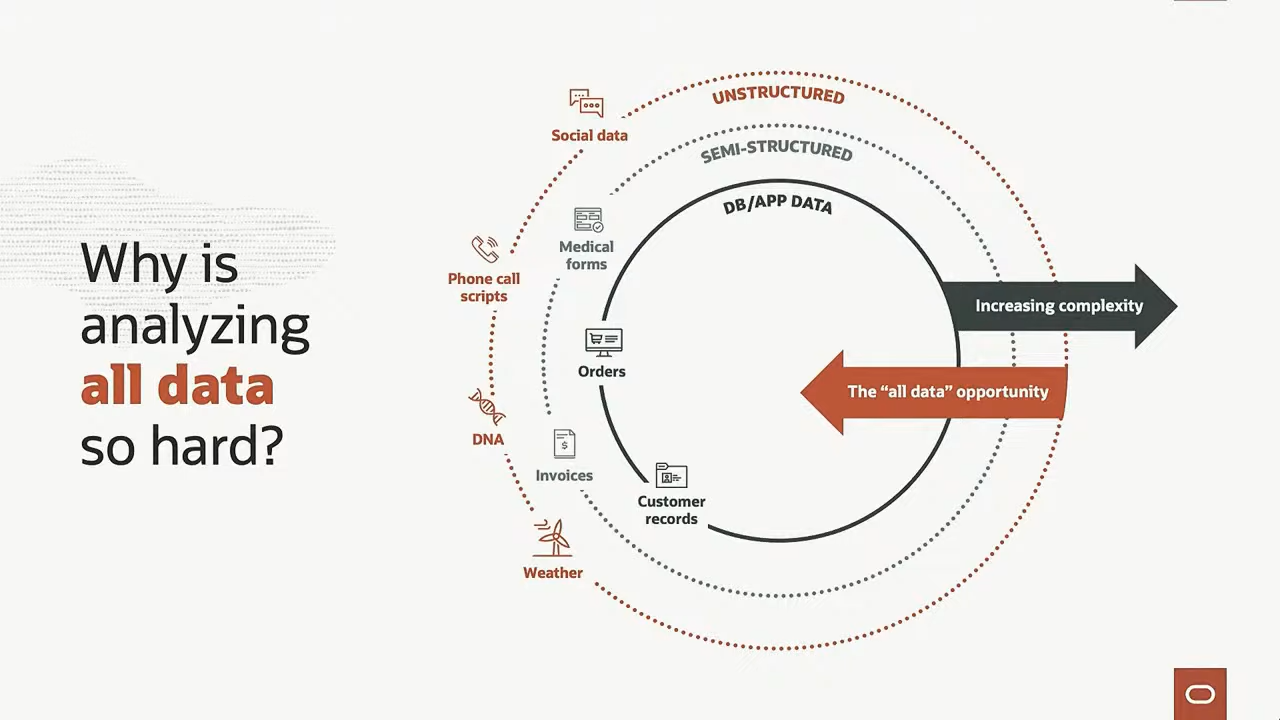 Why is
analyzing
all data
so hard?
UNSTRUCTURED
SEMI-STRUCTURED
DB/APP DATA
Social data
Medical
forms
Phone call
scripts
Orders
DNA
Invoices
Customer
records
Weather
Increasing complexity
The “all data” opportunity